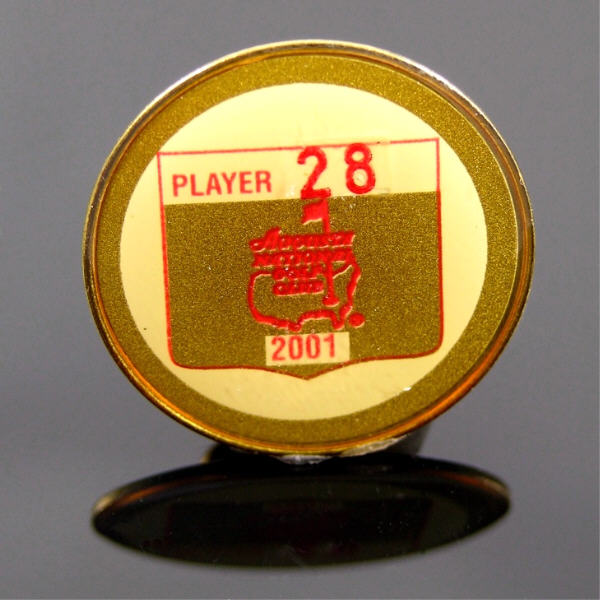 PLAYER 28
AUGUSTA
NATIONAL
GOLF
CLUB
®
2001